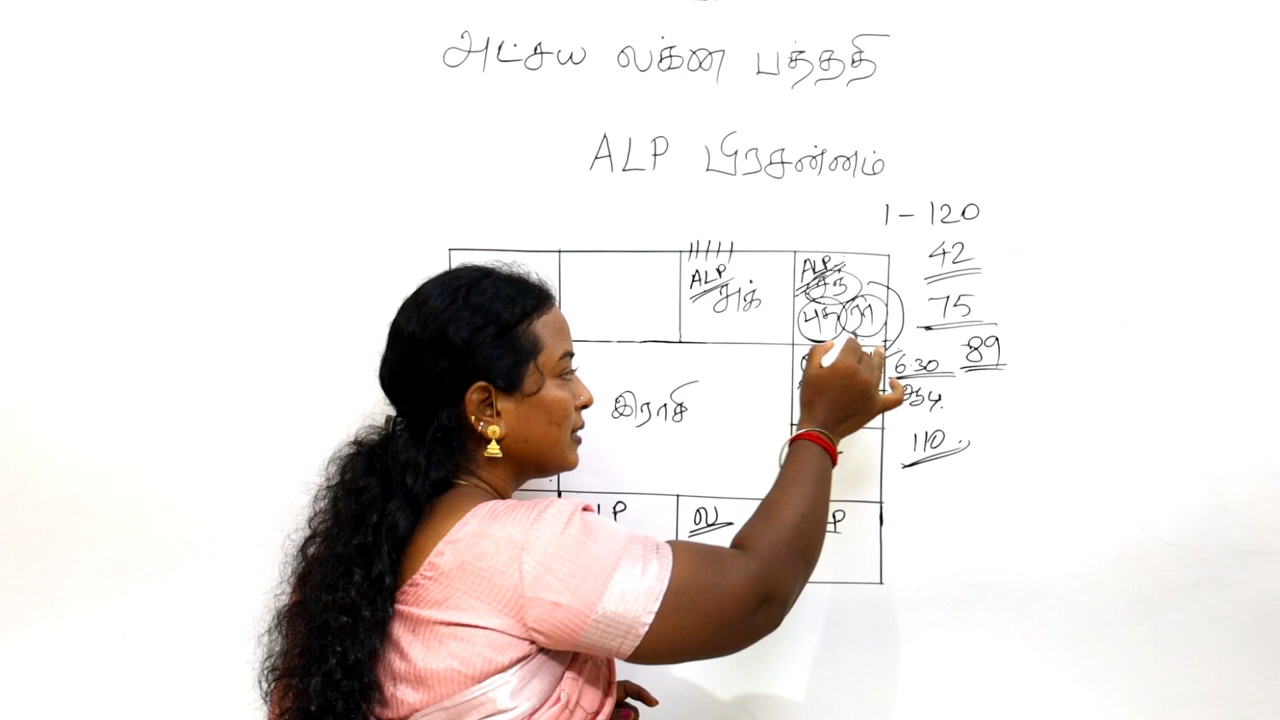 அட்சய லக்ன பத்ததி
ALP பிரசன்னம்
1 - 120
42
75
89
6.30
110.
ALP
சுக்
ALP
சந்
புத
ரா
இராசி
ல